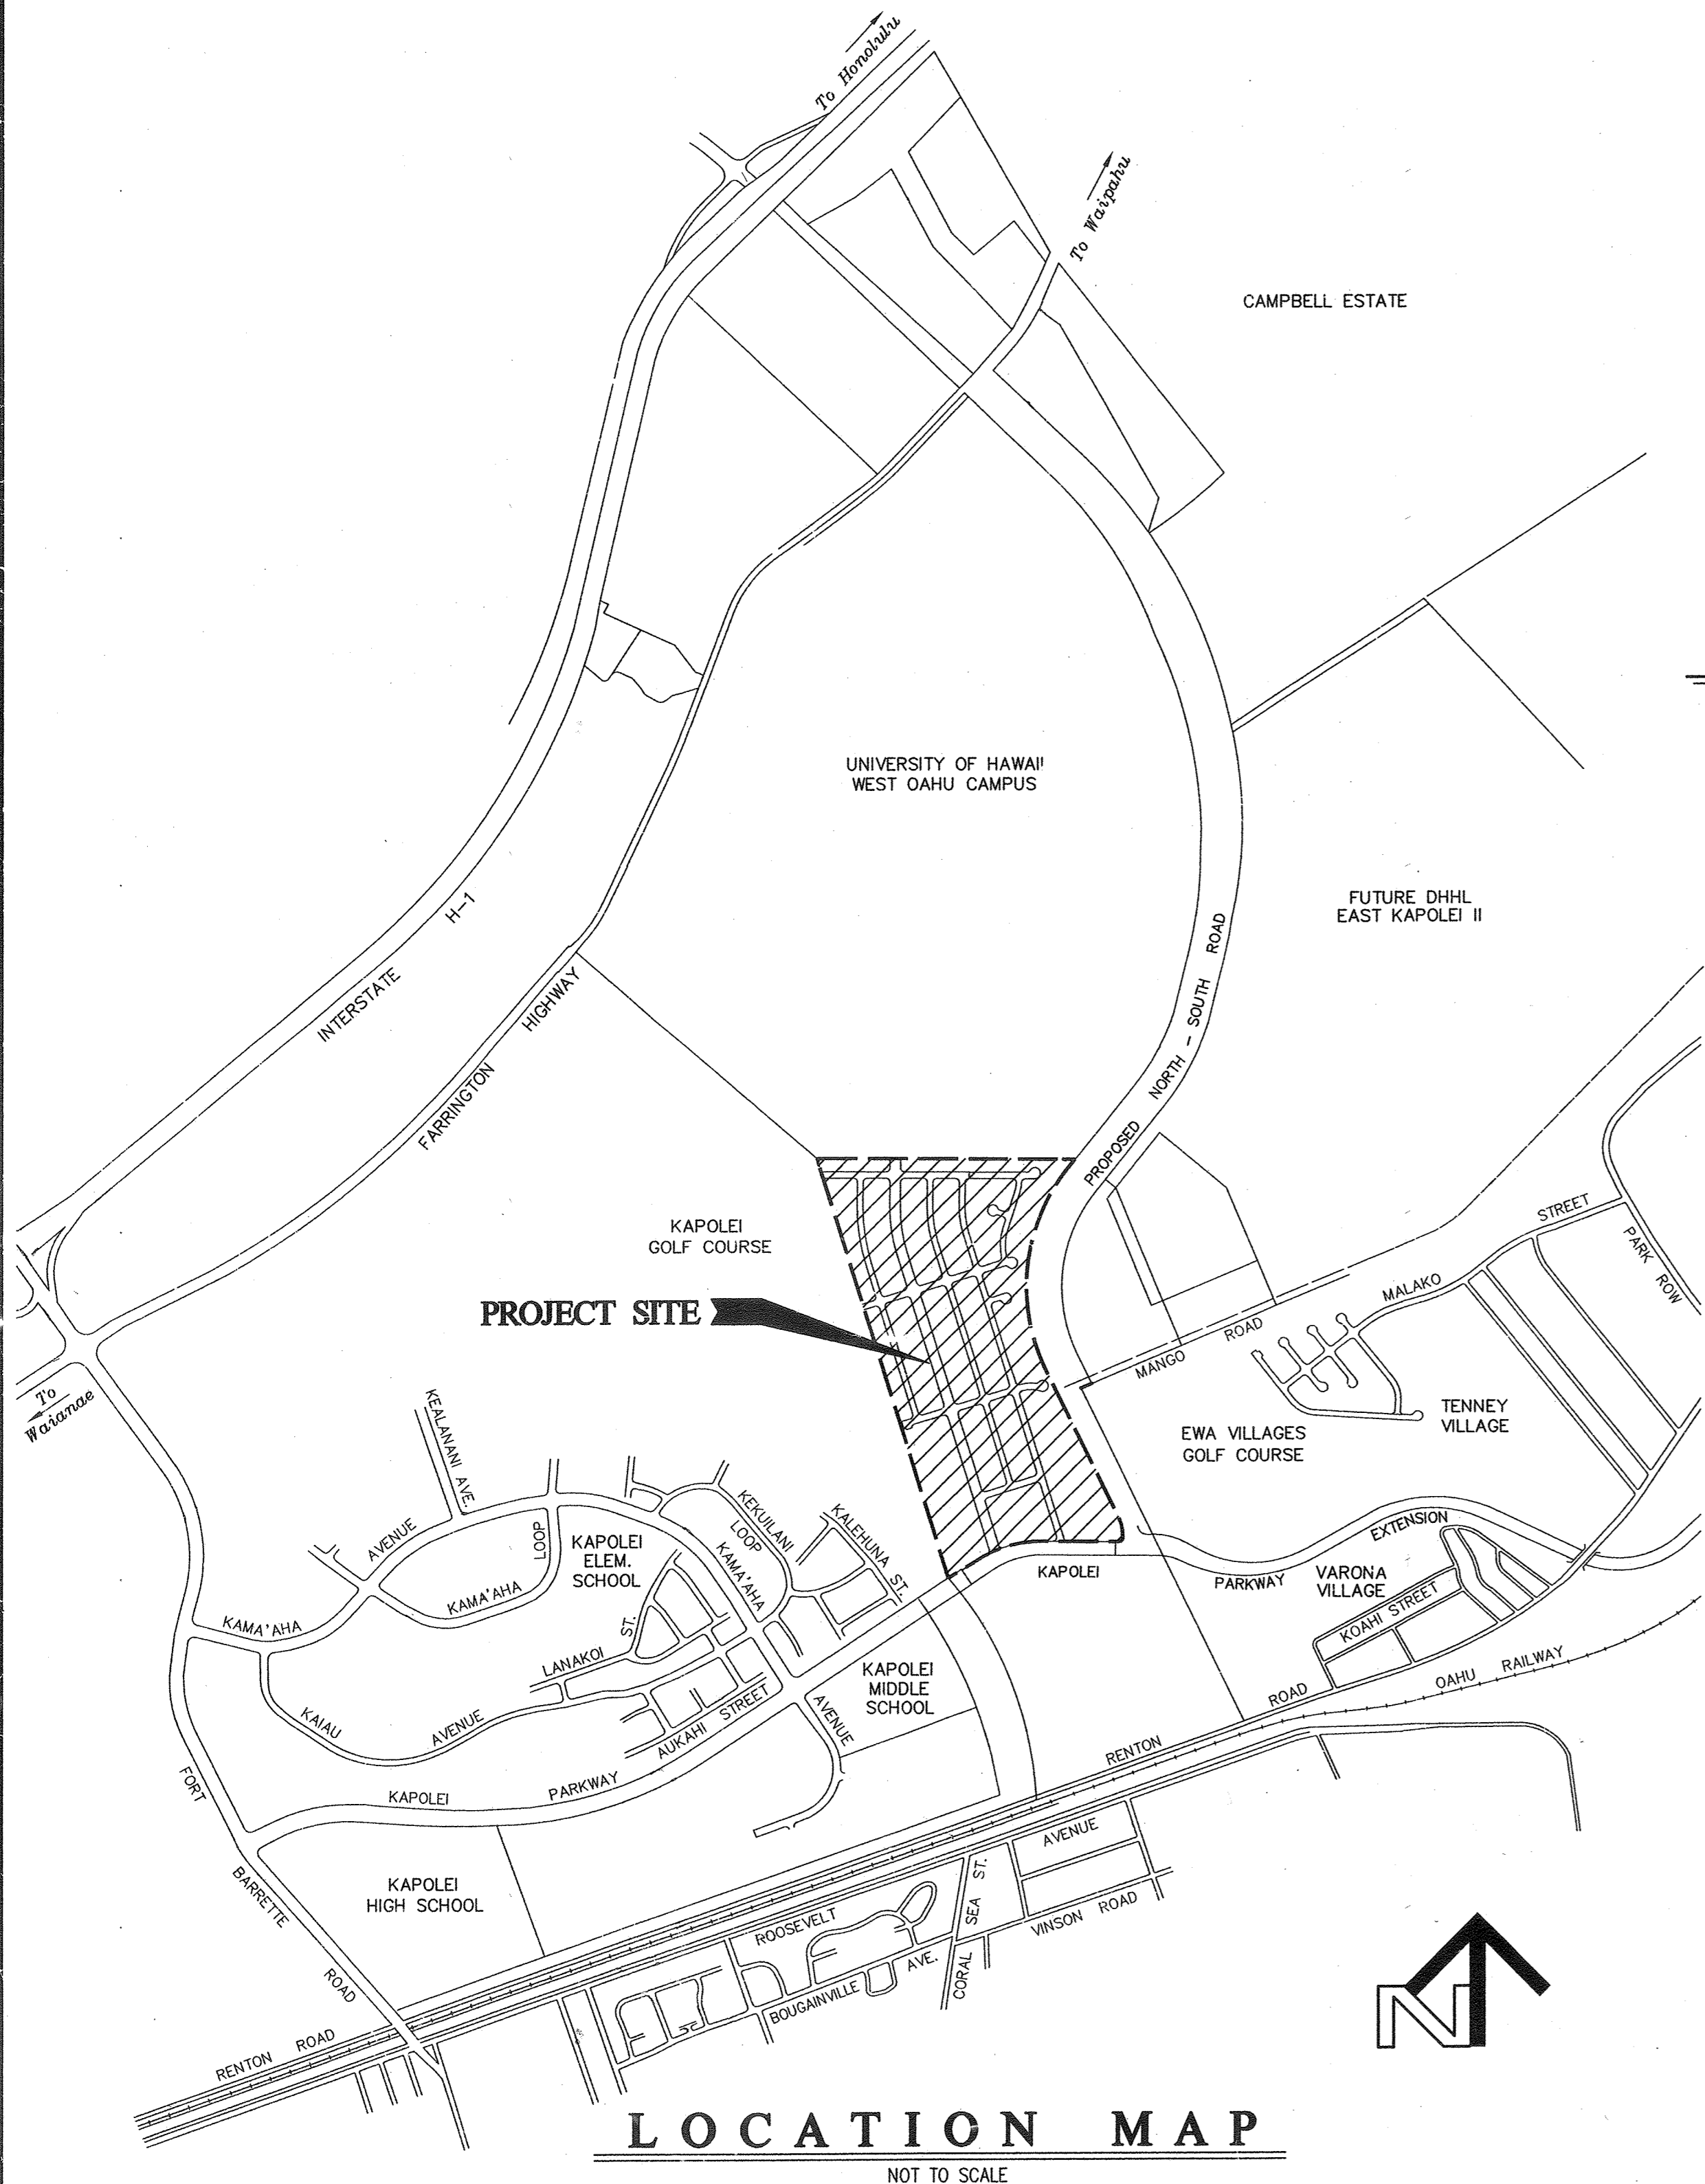 To Honolulu
To Waipahu
CAMPBELL ESTATE
UNIVERSITY OF HAWAI'I
WEST OAHU CAMPUS
FUTURE DHHL
EAST KAPOLEI II
INTERSTATE H-1
FARRINGTON HIGHWAY
PROPOSED NORTH - SOUTH ROAD
KAPOLEI
GOLF COURSE
PROJECT SITE
To
Waianae
MANGO ROAD
MALAKO STREET
PARK ROW
TENNEY
VILLAGE
EWA VILLAGES
GOLF COURSE
KEALANANI AVE.
AVENUE
LOOP
KAPOLEI
ELEM.
SCHOOL
KEKUILANI
LOOP
KALEHUNA ST.
KAMA'AHA
KAMA'AHA
KAMA'AHA
KAPOLEI
PARKWAY
EXTENSION
VARONA
VILLAGE
KOAHI STREET
LANAKOI ST.
KAIAU AVENUE
AUKAHI STREET
AVENUE
KAPOLEI
MIDDLE
SCHOOL
RENTON ROAD
OAHU RAILWAY
KAPOLEI PARKWAY
FORT BARRETTE ROAD
KAPOLEI
HIGH SCHOOL
ROOSEVELT AVENUE
CORAL SEA ST.
VINSON ROAD
BOUGAINVILLE AVE.
RENTON ROAD
N
LOCATION MAP
NOT TO SCALE